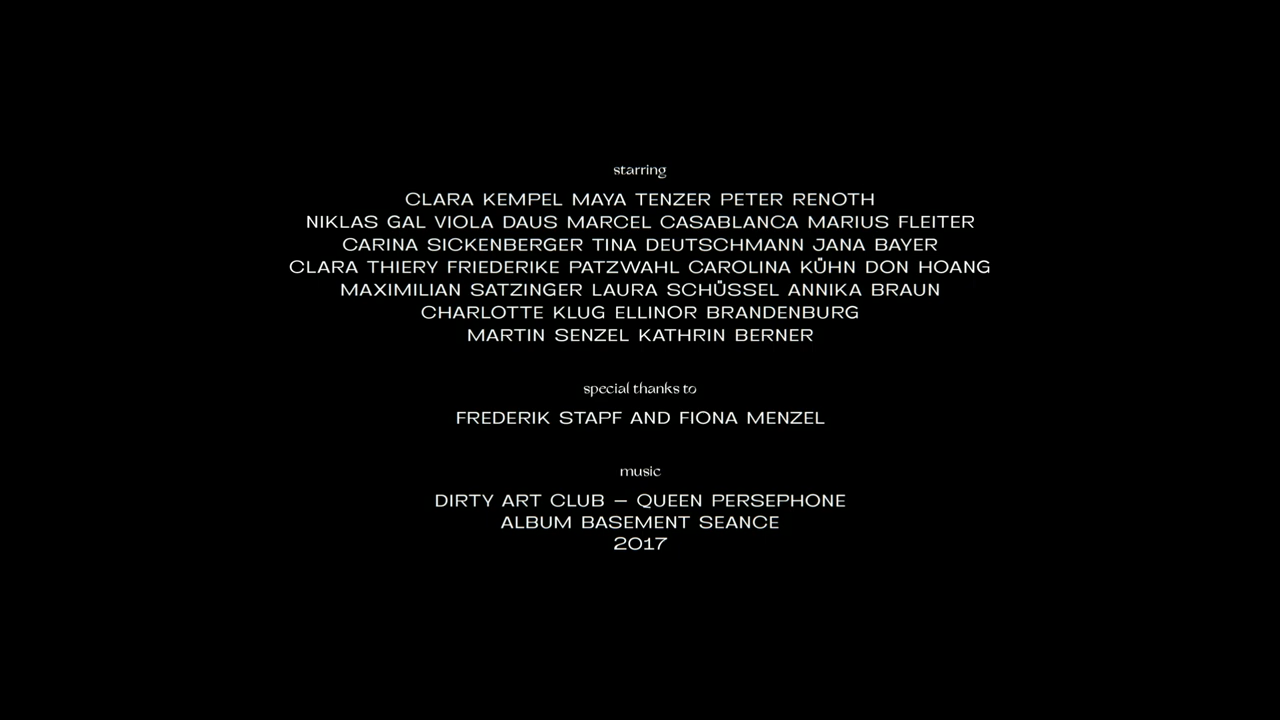 starring
CLARA KEMPEL MAYA TENZER PETER RENOTH
NIKLAS GAL VIOLA DAUS MARCEL CASABLANCA MARIUS FLEITER
CARINA SICKENBERGER TINA DEUTSCHMANN JANA BAYER
CLARA THIERY FRIEDERIKE PATZWAHL CAROLINA KÜHN DON HOANG
MAXIMILIAN SATZINGER LAURA SCHÜSSEL ANNIKA BRAUN
CHARLOTTE KLUG ELLINOR BRANDENBURG
MARTIN SENZEL KATHRIN BERNER
special thanks to
FREDERIK STAPF AND FIONA MENZEL
music
DIRTY ART CLUB – QUEEN PERSEPHONE
ALBUM BASEMENT SEANCE
2017